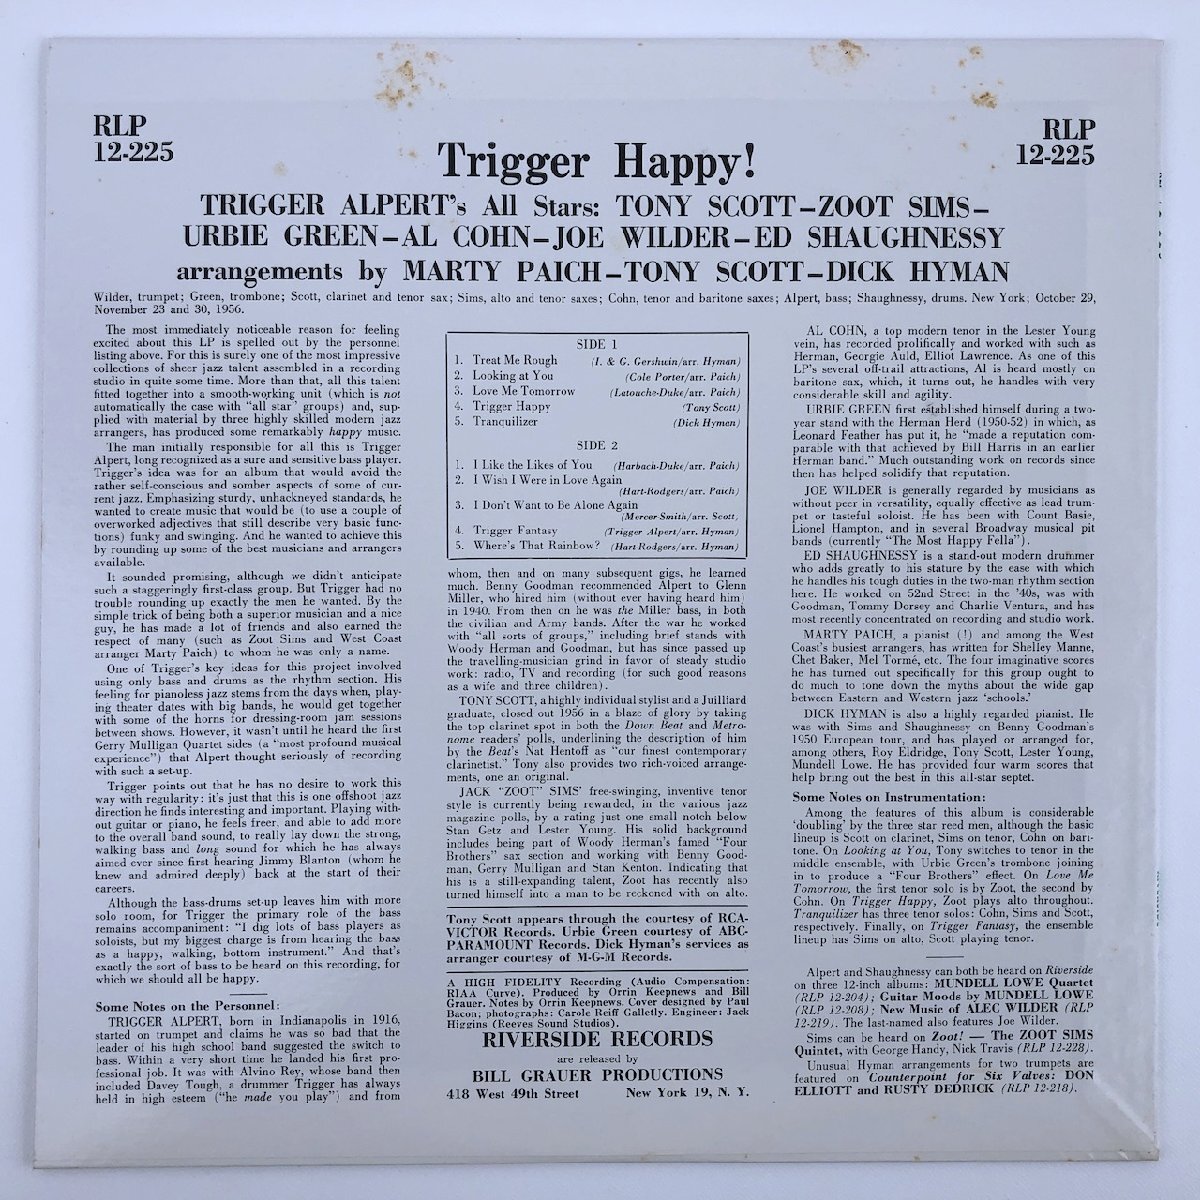 RLP
12-225
RLP
12-225
Trigger Happy!
TRIGGER ALPERT's All Stars: TONY SCOTT–ZOOT SIMS–
URBIE GREEN–AL COHN–JOE WILDER–ED SHAUGHNESSY
arrangements by MARTY PAICH–TONY SCOTT–DICK HYMAN
Wilder, trumpet; Green, trombone; Scott, clarinet and tenor sax; Sims, alto and tenor saxes; Cohn, tenor and baritone saxes; Alpert, bass; Shaughnessy, drums. New York; October 29,
November 23 and 30, 1956.
The most immediately noticeable reason for feeling
excited about this LP is spelled out by the personnel
listing above. For this is surely one of the most impressive
collections of sheer jazz talent assembled in a recording
studio in quite some time. More than that, all this talent
fitted together into a smooth-working unit (which is not
automatically the case with "all star" groups) and, sup-
plied with material by three highly skilled modern jazz
arrangers, has produced some remarkably happy music.
The man initially responsible for all this is Trigger
Alpert, long recognized as a sure and sensitive bass player.
Trigger's idea was for an album that would avoid the
rather self-conscious and somber aspects of some of cur-
rent jazz. Emphasizing sturdy, unhackneyed standards, he
wanted to create music that would be (to use a couple of
overworked adjectives that still describe very basic func-
tions) funky and swinging. And he wanted to achieve this
by rounding up some of the best musicians and arrangers
available.
It sounded promising, although we didn't anticipate
such a staggeringly first-class group. But Trigger had no
trouble rounding up exactly the men he wanted. By the
simple trick of being both a superior musician and a nice
guy, he has made a lot of friends and also earned the
respect of many (such as Zoot Sims and West Coast
arranger Marty Paich) to whom he was only a name.
One of Trigger's key ideas for this project involved
using only bass and drums as the rhythm section. His
feeling for pianoless jazz stems from the days when, play-
ing theater dates with big bands, he would get together
with some of the horns for dressing-room jam sessions
between shows. However, it wasn't until he heard the first
Gerry Mulligan Quartet sides (a "most profound musical
experience") that Alpert thought seriously of recording
with such a set-up.
Trigger points out that he has no desire to work this
way with regularity: it's just that this is one offshoot jazz
direction he finds interesting and important. Playing with-
out guitar or piano, he feels freer, and able to add more
to the overall band sound, to really lay down the strong,
walking bass and long sound for which he has always
aimed ever since first hearing Jimmy Blanton (whom he
knew and admired deeply) back at the start of their
careers.
Although the bass-drums set-up leaves him with more
solo room, for Trigger the primary role of the bass
remains accompaniment: "I dig lots of bass players as
soloists, but my biggest charge is from hearing the bass
as a happy, walking, bottom instrument." And that's
exactly the sort of bass to be heard on this recording, for
which we should all be happy.
Some Notes on the Personnel:
TRIGGER ALPERT, born in Indianapolis in 1916,
started on trumpet and claims he was so bad that the
leader of his high school band suggested the switch to
bass. Within a very short time he landed his first pro-
fessional job. It was with Alvino Rey, whose band then
included Davey Tough, a drummer Trigger has always
held in high esteem ("he made you play") and from
SIDE 1
1. Treat Me Rough (I. & G. Gershwin/arr. Hyman)
2. Looking at You (Cole Porter/arr. Paich)
3. Love Me Tomorrow (Latouche-Duke/arr. Paich)
4. Trigger Happy (Tony Scott)
5. Tranquilizer (Dick Hyman)
SIDE 2
1. I Like the Likes of You (Harbach-Duke/arr. Paich)
2. I Wish I Were in Love Again
(Hart-Rodgers/arr. Paich)
3. I Don't Want to Be Alone Again
(Mercer-Smith/arr. Scott)
4. Trigger Fantasy (Trigger Alpert/arr. Hyman)
5. Where's That Rainbow? (Hart Rodgers/arr. Hyman)
whom, then and on many subsequent gigs, he learned
much. Benny Goodman recommended Alpert to Glenn
Miller, who hired him (without ever having heard him)
in 1940. From then on he was the Miller bass, in both
the civilian and Army bands. After the war he worked
with "all sorts of groups," including brief stands with
Woody Herman and Goodman, but has since passed up
the travelling-musician grind in favor of steady studio
work: radio, TV and recording (for such good reasons
as a wife and three children).
TONY SCOTT, a highly individual stylist and a Juilliard
graduate, closed out 1956 in a blaze of glory by taking
the top clarinet spot in both the Down Beat and Metro-
nome readers' polls, underlining the description of him
by the Beat's Nat Hentoff as "our finest contemporary
clarinetist." Tony also provides two rich-voiced arrange-
ments, one an original.
JACK "ZOOT" SIMS' free-swinging, inventive tenor
style is currently being rewarded, in the various jazz
magazine polls, by a rating just one small notch below
Stan Getz and Lester Young. His solid background
includes being part of Woody Herman's famed "Four
Brothers" sax section and working with Benny Good-
man, Gerry Mulligan and Stan Kenton. Indicating that
his is a still-expanding talent, Zoot has recently also
turned himself into a man to be reckoned with on alto.
Tony Scott appears through the courtesy of RCA-
VICTOR Records. Urbie Green courtesy of ABC-
PARAMOUNT Records. Dick Hyman's services as
arranger courtesy of M-G-M Records.
A HIGH FIDELITY Recording (Audio Compensation:
RIAA Curve). Produced by Orrin Keepnews and Bill
Grauer. Notes by Orrin Keepnews. Cover designed by Paul
Bacon; photographs: Carole Reiff Galletly. Engineer: Jack
Higgins (Reeves Sound Studios).
RIVERSIDE RECORDS
are released by
BILL GRAUER PRODUCTIONS
418 West 49th Street New York 19, N. Y.
AL COHN, a top modern tenor in the Lester Young
vein, has recorded prolifically and worked with such as
Herman, Georgie Auld, Elliot Lawrence. As one of this
LP's several off-trail attractions, Al is heard mostly on
baritone sax, which, it turns out, he handles with very
considerable skill and agility.
URBIE GREEN first established himself during a two-
year stand with the Herman Herd (1950-52) in which, as
Leonard Feather has put it, he "made a reputation com-
parable with that achieved by Bill Harris in an earlier
Herman band." Much outstanding work on records since
then has helped solidify that reputation.
JOE WILDER is generally regarded by musicians as
without peer in versatility, equally effective as lead trum-
pet or tasteful soloist. He has been with Count Basie,
Lionel Hampton, and in several Broadway musical pit
bands (currently "The Most Happy Fella").
ED SHAUGHNESSY is a stand-out modern drummer
who adds greatly to his stature by the ease with which
he handles his tough duties in the two-man rhythm section
here. He worked on 52nd Street in the '40s, was with
Goodman, Tommy Dorsey and Charlie Ventura, and has
most recently concentrated on recording and studio work.
MARTY PAICH, a pianist (!) and among the West
Coast's busiest arrangers, has written for Shelley Manne,
Chet Baker, Mel Tormé, etc. The four imaginative scores
he has turned out specifically for this group ought to
do much to tone down the myths about the wide gap
between Eastern and Western jazz 'schools.'
DICK HYMAN is also a highly regarded pianist. He
was with Sims and Shaughnessy on Benny Goodman's
1950 European tour, and has played or arranged for,
among others, Roy Eldridge, Tony Scott, Lester Young,
Mundell Lowe. He has provided four warm scores that
help bring out the best in this all-star septet.
Some Notes on Instrumentation:
Among the features of this album is considerable
'doubling' by the three star reed men, although the basic
lineup is Scott on clarinet, Sims on tenor, Cohn on bari-
tone. On Looking at You, Tony switches to tenor in the
middle ensemble, with Urbie Green's trombone joining
in to produce a "Four Brothers" effect. On Love Me
Tomorrow, the first tenor solo is by Zoot, the second by
Cohn. On Trigger Happy, Zoot plays alto throughout.
Tranquilizer has three tenor solos: Cohn, Sims and Scott,
respectively. Finally, on Trigger Fantasy, the ensemble
lineup has Sims on alto, Scott playing tenor.
Alpert and Shaughnessy can both be heard on Riverside
on three 12-inch albums: MUNDELL LOWE Quartet
(RLP 12-204); Guitar Moods by MUNDELL LOWE
(RLP 12-208); New Music of ALEC WILDER (RLP
12-219). The last-named also features Joe Wilder.
Sims can be heard on Zoot! — The ZOOT SIMS
Quintet, with George Handy, Nick Travis (RLP 12-228).
Unusual Hyman arrangements for two trumpets are
featured on Counterpoint for Six Valves: DON
ELLIOTT and RUSTY DEDRICK (RLP 12-218).